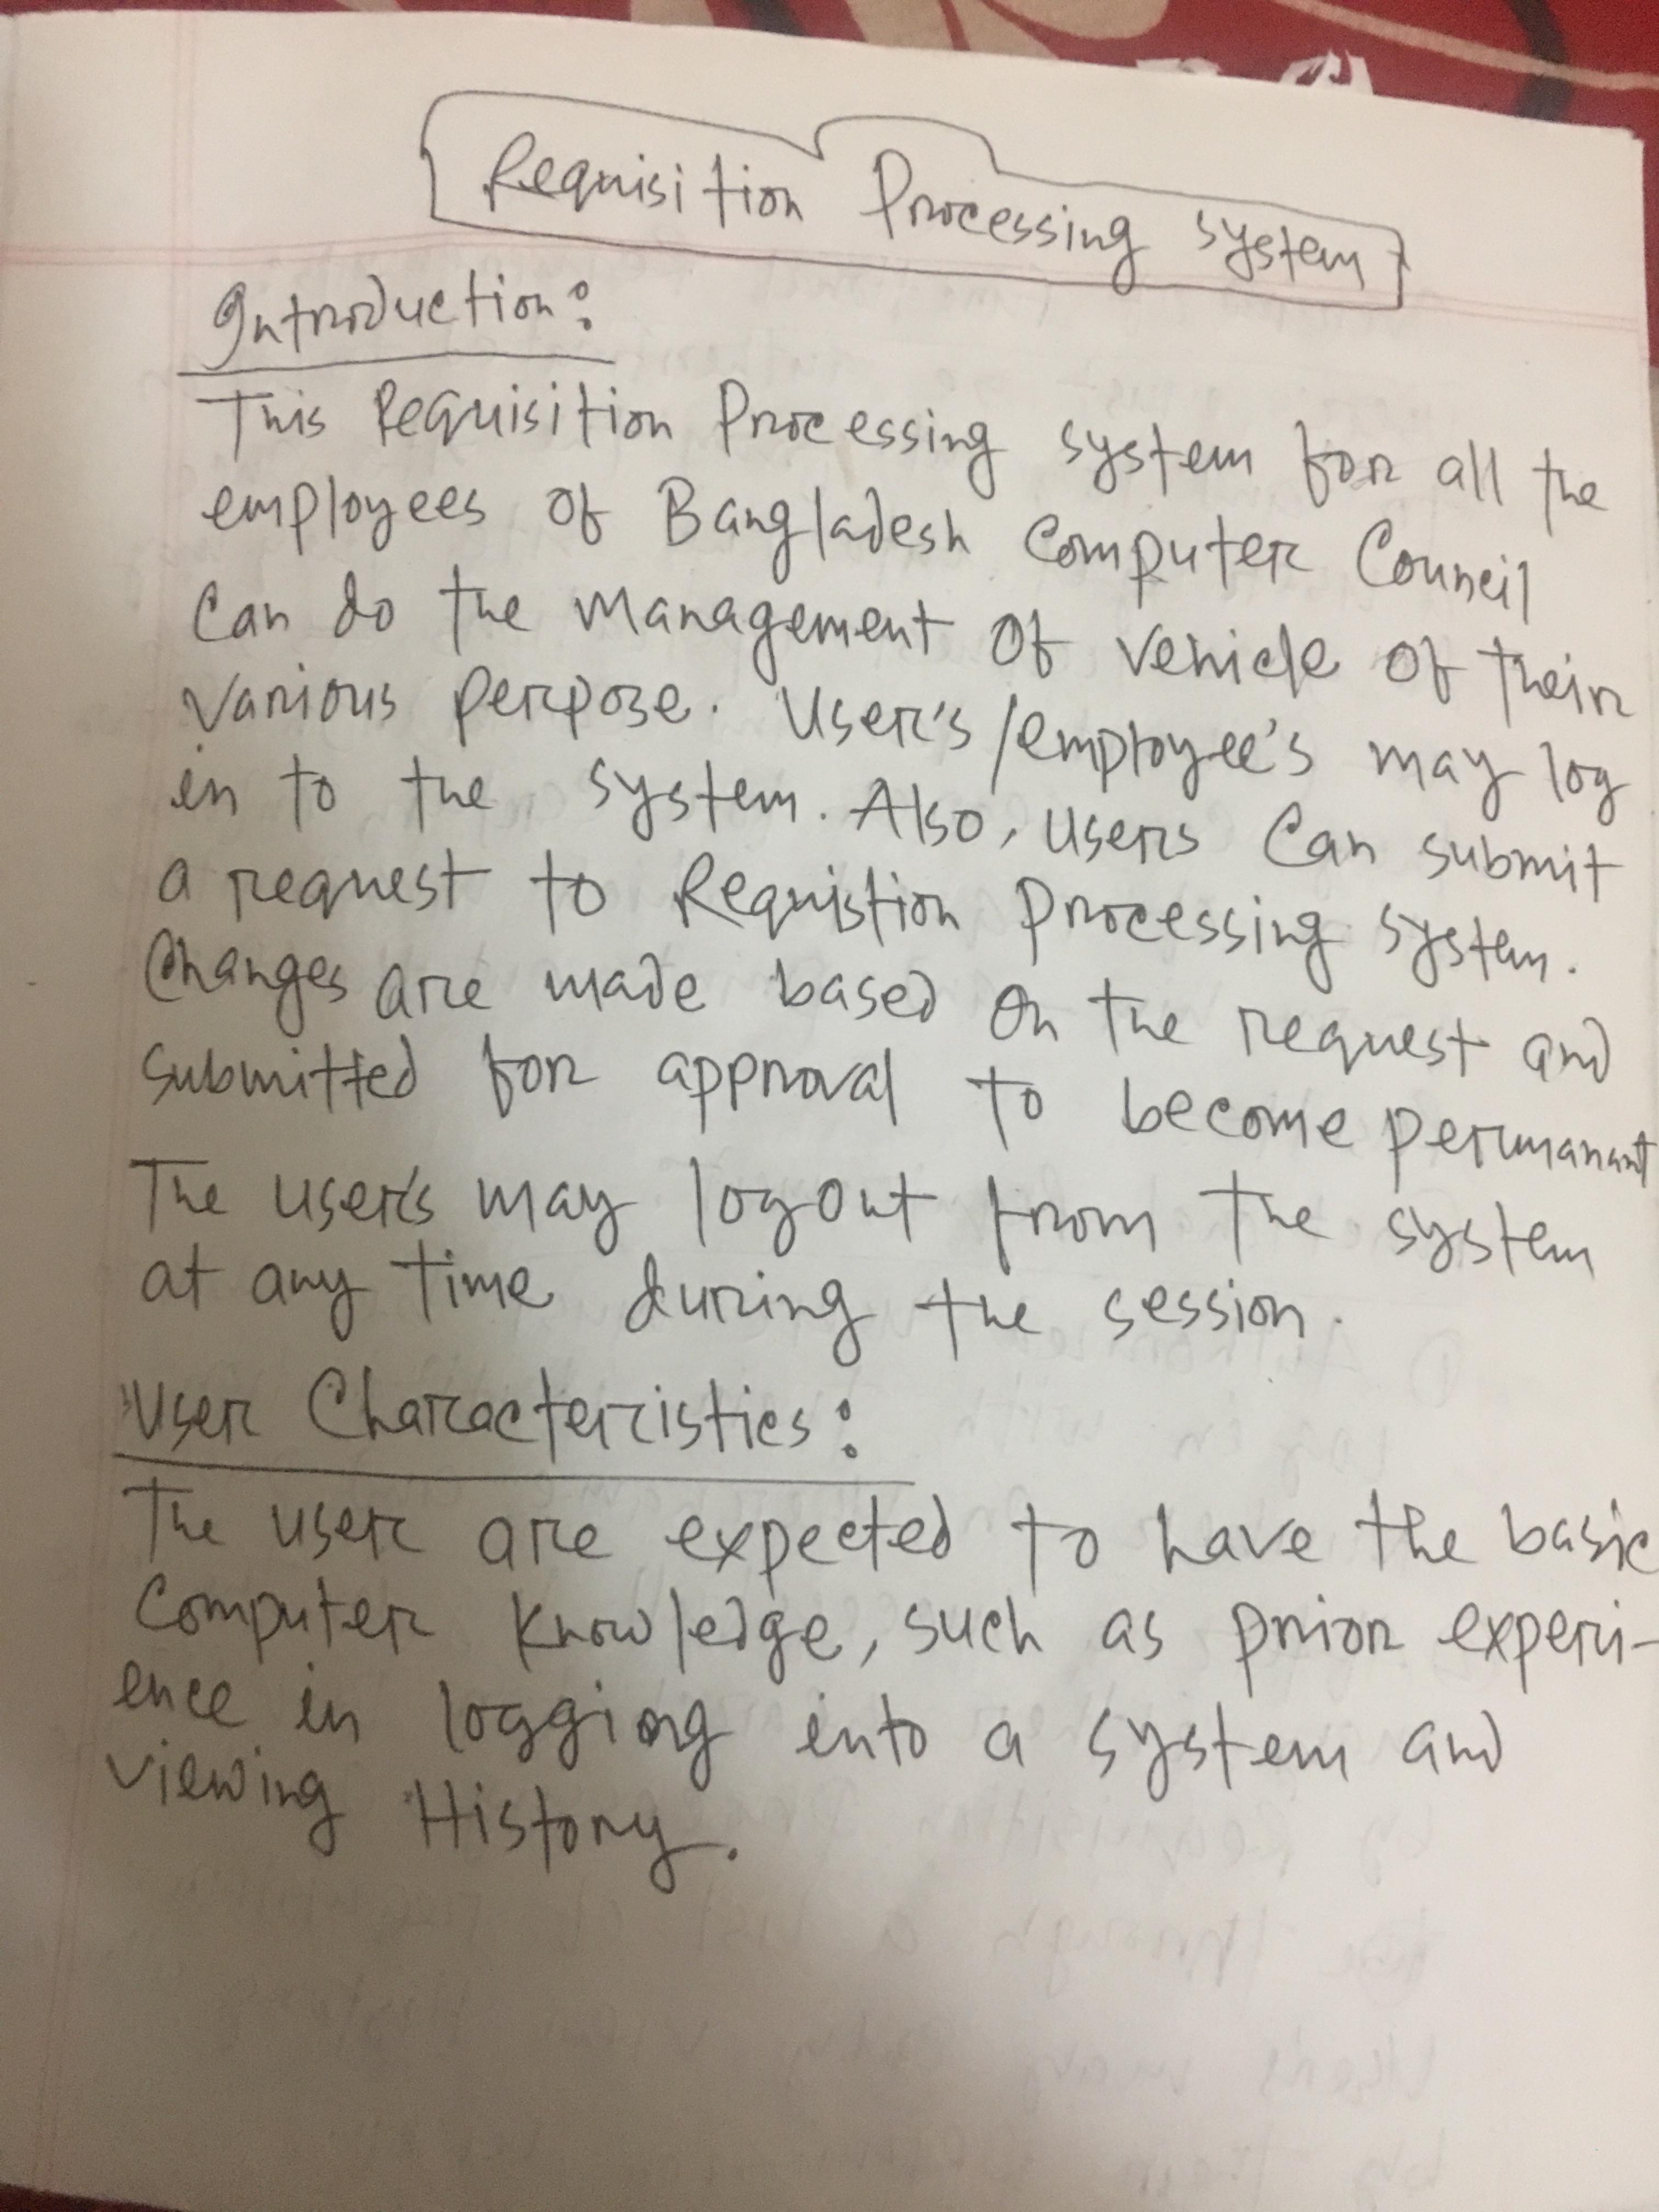 Requisition Processing system
Introduction:
This Requisition Processing system for all the
employees of Bangladesh Computer Council
Can do the Management of vehicle of their
various perpose. User's/employee's may log
in to the system. Also, users Can submit
a request to Requistion Processing system.
Changes are made based on the request and
submitted for approval to become permanant
The user's may logout from the system
at any time during the session.
User Characteristics:
The user are expected to have the basic
Computer Knowledge, such as prior experi-
ence in logging into a system and
viewing History.